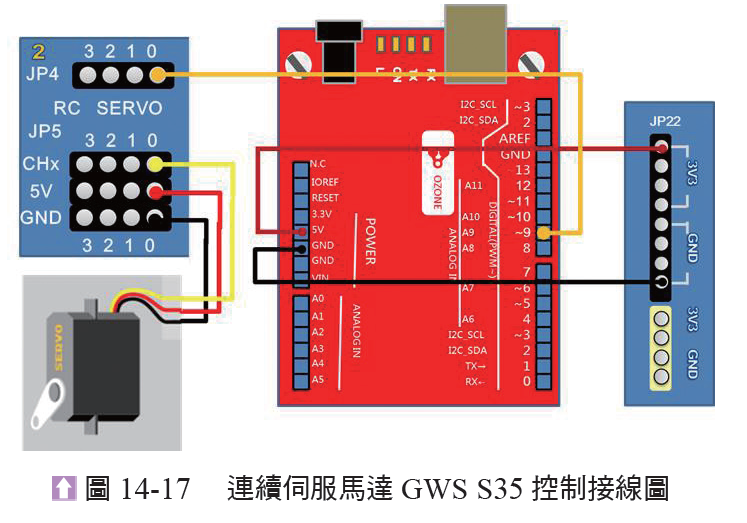 2
3 2 1 0
JP4
RC SERVO
JP5
3 2 1 0
CHx
5V
GND
3 2 1 0
SERVO
L
ON
TX
RX
I2C_SCL ~3
I2C_SDA 2
AREF
GND
13
A11 12
~11
A10 ~10
A9 ~9
A8 8
7
A7 ~6
~5
A6 4
I2C_SCL ~3
I2C_SDA 2
TX→ 1
RX← 0
DIGITAL(PWM~)
ANALOG IN
OZONE
N.C
IOREF
RESET
3.3V
5V
GND
GND
VIN
POWER
A0
A1
A2
A3
A4
A5
ANALOG IN
JP22
3V3
GND
3V3
GND
圖 14-17 連續伺服馬達 GWS S35 控制接線圖